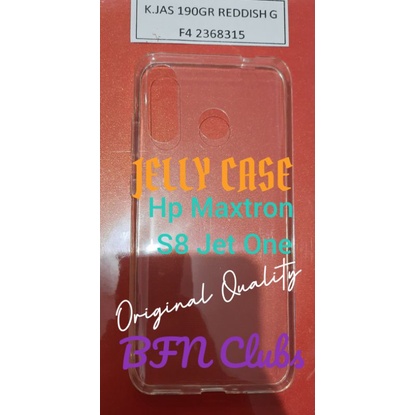 K.JAS 190GR REDDISH G
F4 2368315
JELLY CASE
Hp Maxtron
S8 Jet One
Original Quality
BFN Clubs